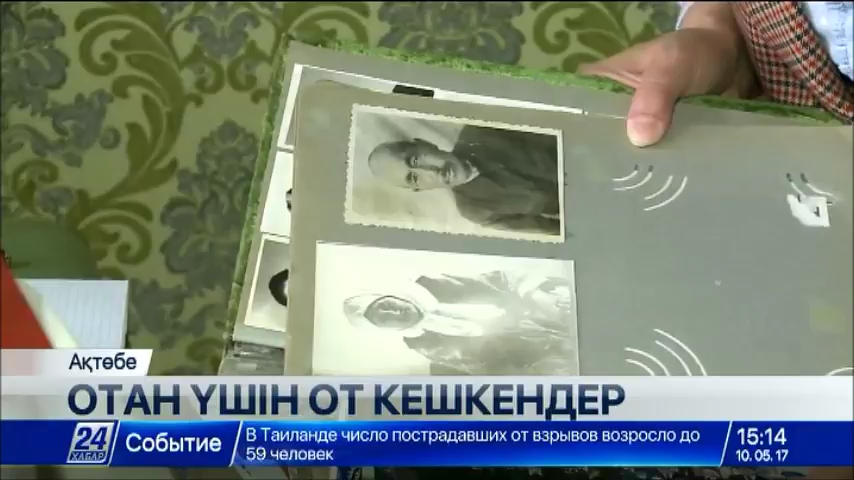 Ақтөбе
ОТАН ҮШІН ОТ КЕШКЕНДЕР
24
ХАБАР
Событие
В Таиланде число пострадавших от взрывов возросло до
59 человек
15:14
10.05.17